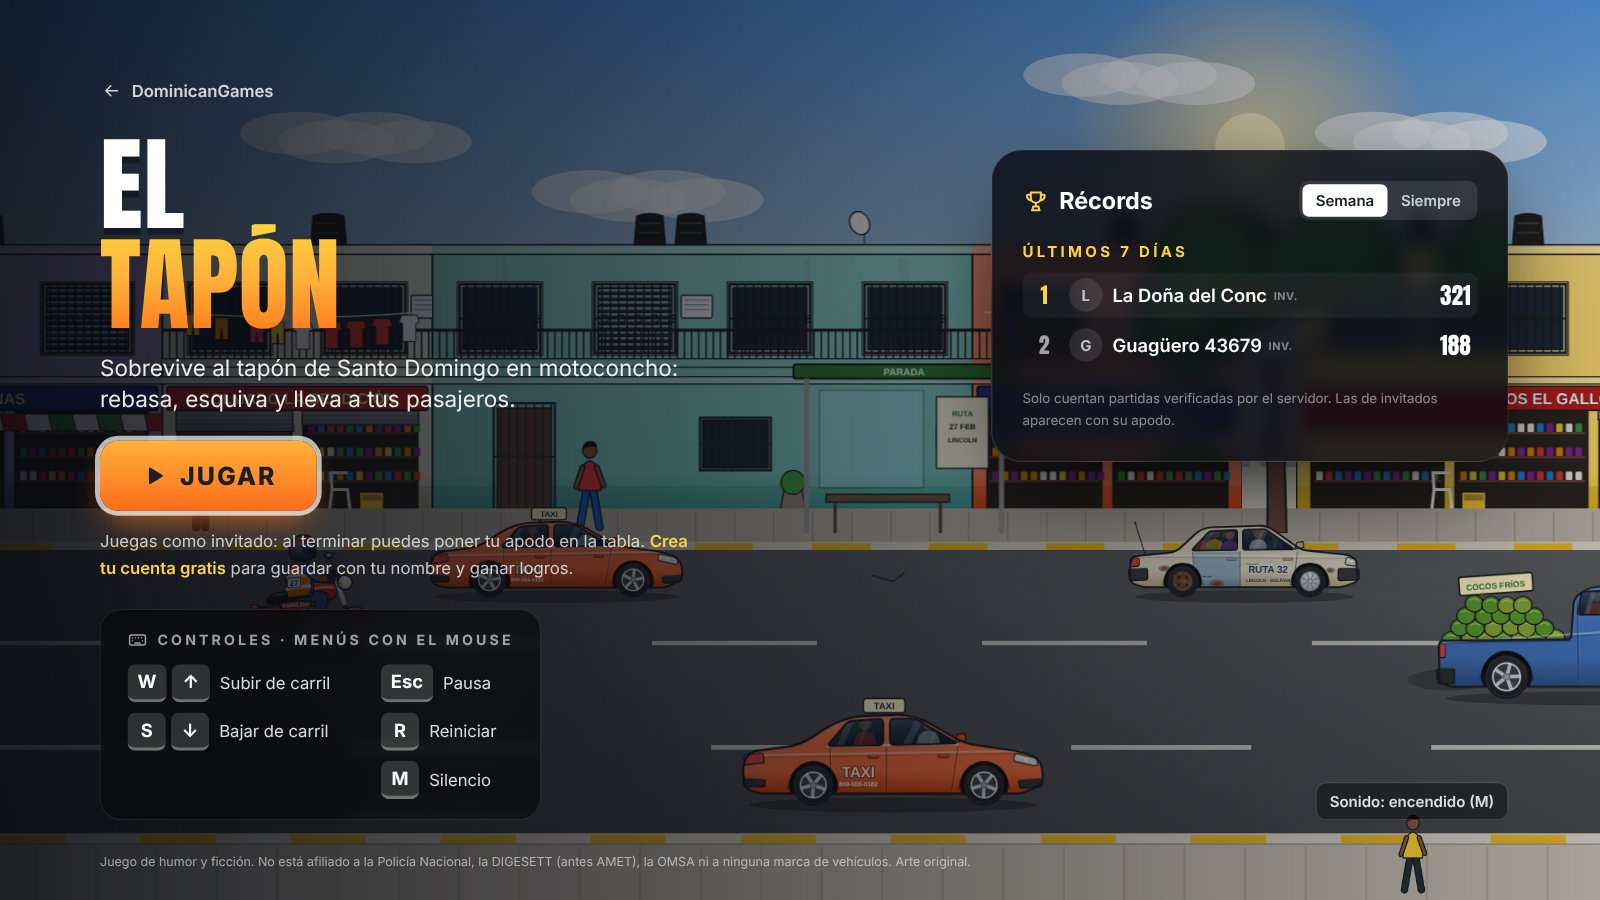 DominicanGames
EL
TAPÓN
Sobrevive al tapón de Santo Domingo en motoconcho:
rebasa, esquiva y lleva a tus pasajeros.
JUGAR
Juegas como invitado: al terminar puedes poner tu apodo en la tabla. Crea
tu cuenta gratis para guardar con tu nombre y ganar logros.
CONTROLES · MENÚS CON EL MOUSE
W ↑ Subir de carril
Esc Pausa
S ↓ Bajar de carril
R Reiniciar
M Silencio
Juego de humor y ficción. No está afiliado a la Policía Nacional, la DIGESETT (antes AMET), la OMSA ni a ninguna marca de vehículos. Arte original.
Récords
Semana Siempre
ÚLTIMOS 7 DÍAS
1 L La Doña del Conc INV. 321
2 G Guagüero 43679 INV. 188
Solo cuentan partidas verificadas por el servidor. Las de invitados
aparecen con su apodo.
PARADA
RUTA
27 FEB
LINCOLN
OS EL GALL
TAXI
27
RUTA 32
LINCOLN - BOLÍVAR
COCOS FRÍOS
TAXI
TAXI
809-555-0182
Sonido: encendido (M)